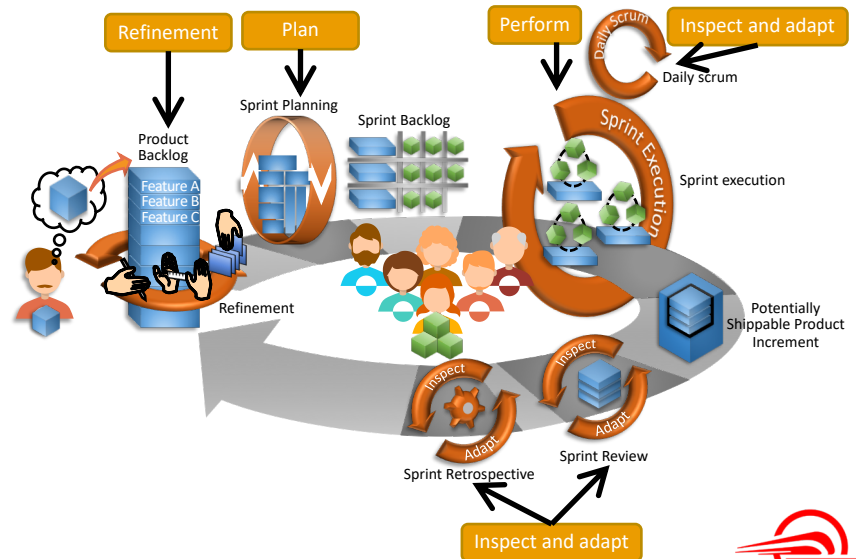 Refinement
Plan
Perform
Inspect and adapt
Daily Scrum
Daily scrum
Sprint Planning
Sprint Backlog
Product
Backlog
Feature A
Feature B
Feature C
Sprint Execution
Sprint execution
Refinement
Potentially
Shippable Product
Increment
Inspect
Adapt
Sprint Retrospective
Inspect
Adapt
Sprint Review
Inspect and adapt